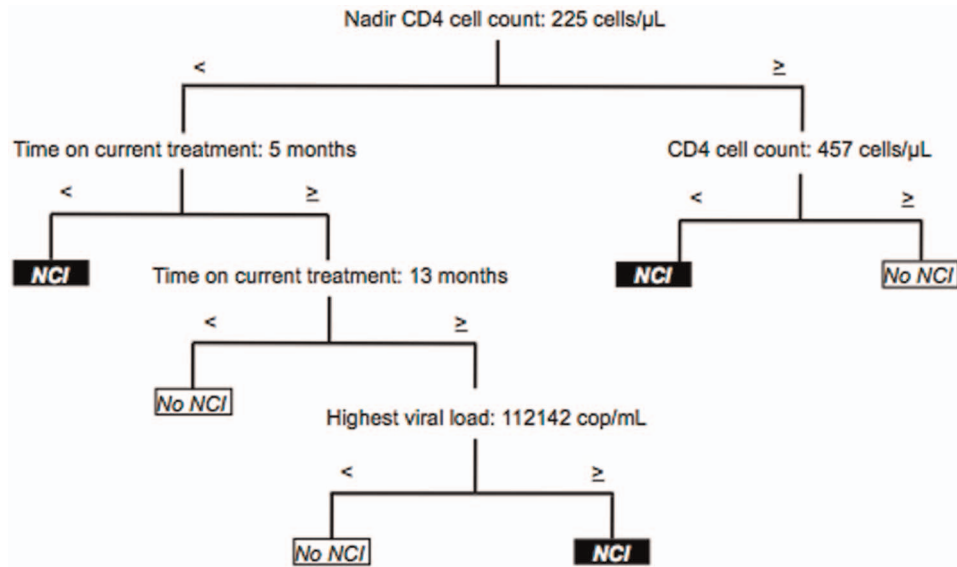 Nadir CD4 cell count: 225 cells/µL
< ≥
Time on current treatment: 5 months CD4 cell count: 457 cells/µL
< ≥ < ≥
NCI NCI No NCI
Time on current treatment: 13 months
< ≥
No NCI
Highest viral load: 112142 cop/mL
< ≥
No NCI NCI